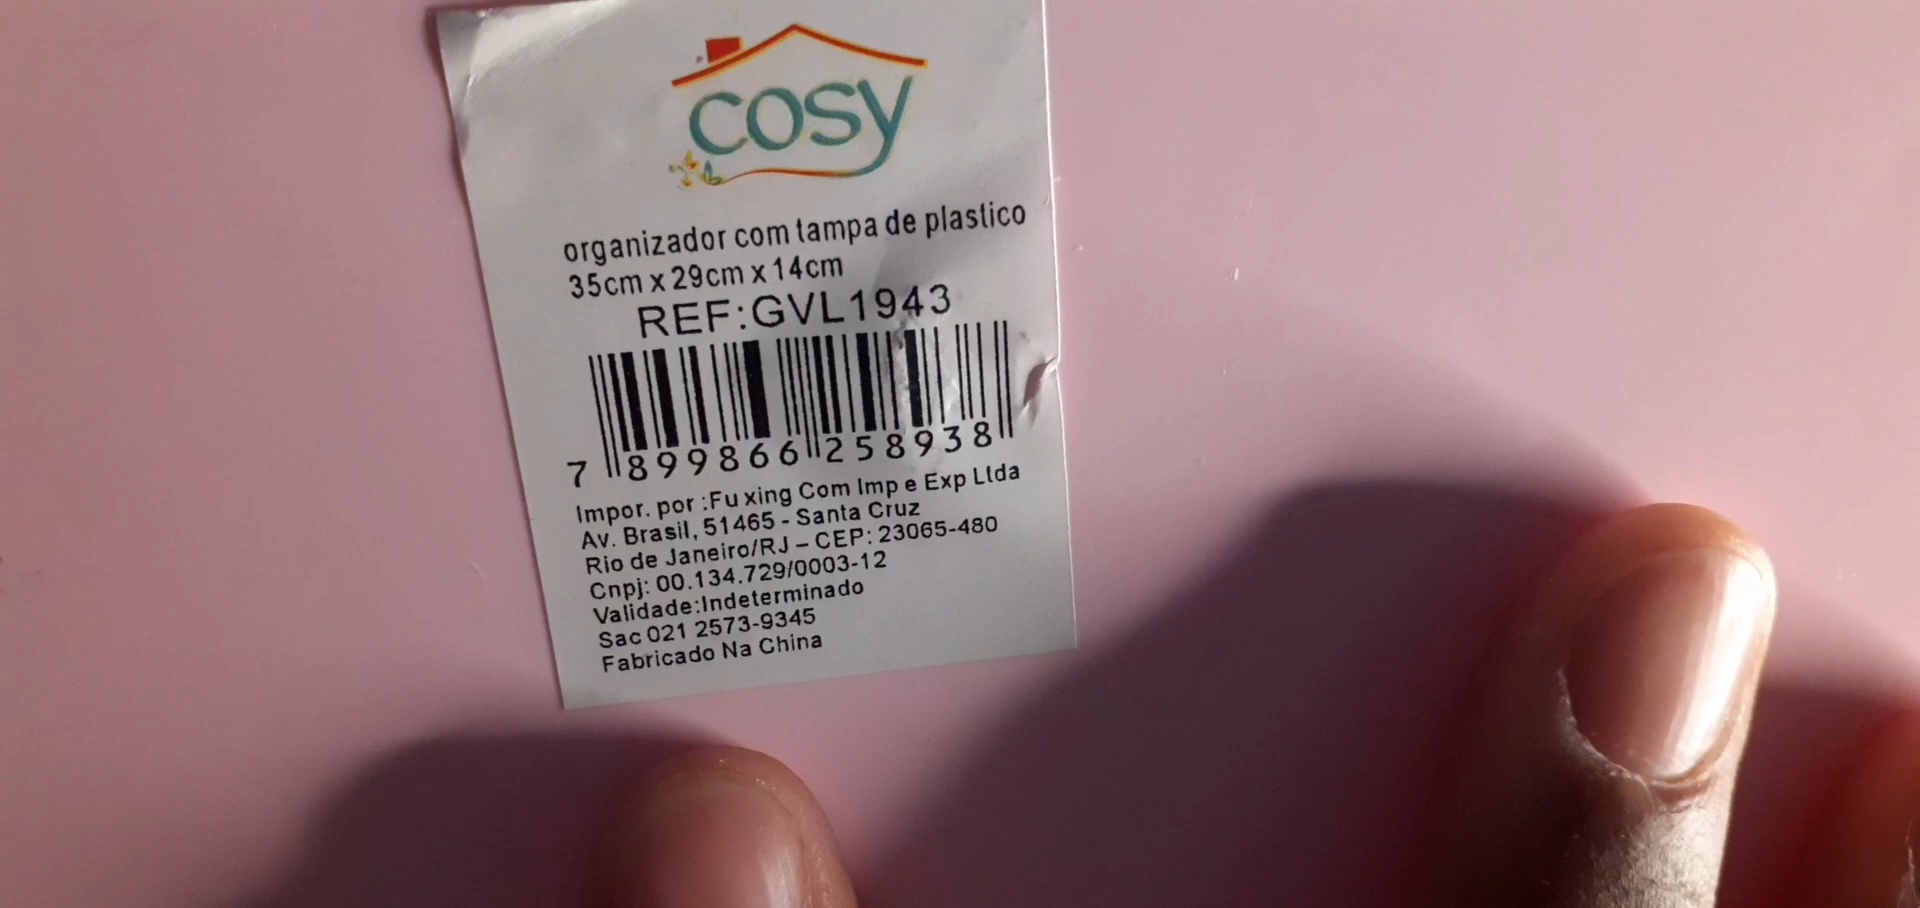 cosy
organizador com tampa de plastico
35cm x 29cm x 14cm
REF:GVL1943
7 899866 258938
Impor. por :Fu xing Com Imp e Exp Ltda
Av. Brasil, 51465 - Santa Cruz
Rio de Janeiro/RJ – CEP: 23065-480
Cnpj: 00.134.729/0003-12
Validade:Indeterminado
Sac 021 2573-9345
Fabricado Na China